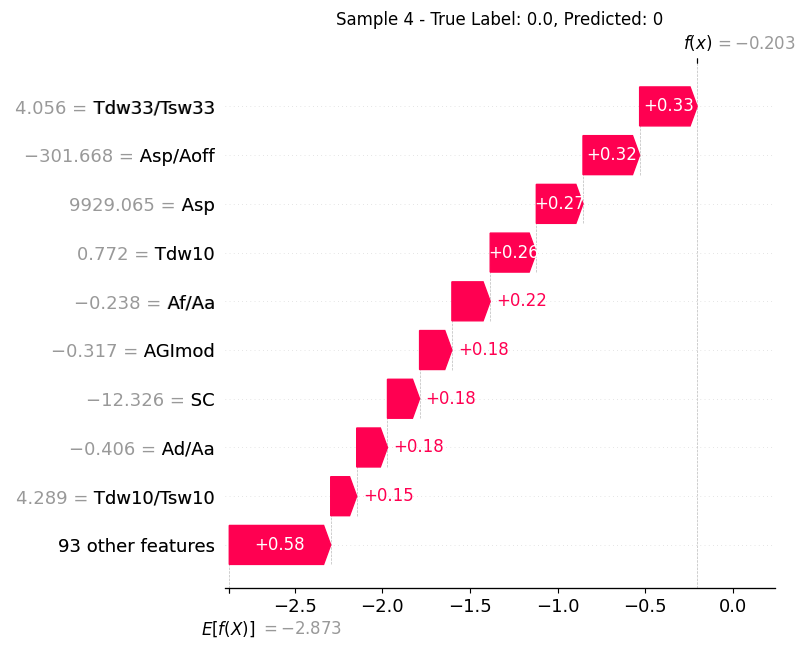 Sample 4 - True Label: 0.0, Predicted: 0
f(x) = −0.203
4.056 = Tdw33/Tsw33 +0.33
−301.668 = Asp/Aoff +0.32
9929.065 = Asp +0.27
0.772 = Tdw10 +0.26
−0.238 = Af/Aa +0.22
−0.317 = AGImod +0.18
−12.326 = SC +0.18
−0.406 = Ad/Aa +0.18
4.289 = Tdw10/Tsw10 +0.15
93 other features +0.58
−2.5 −2.0 −1.5 −1.0 −0.5 0.0
E[f(X)] = −2.873